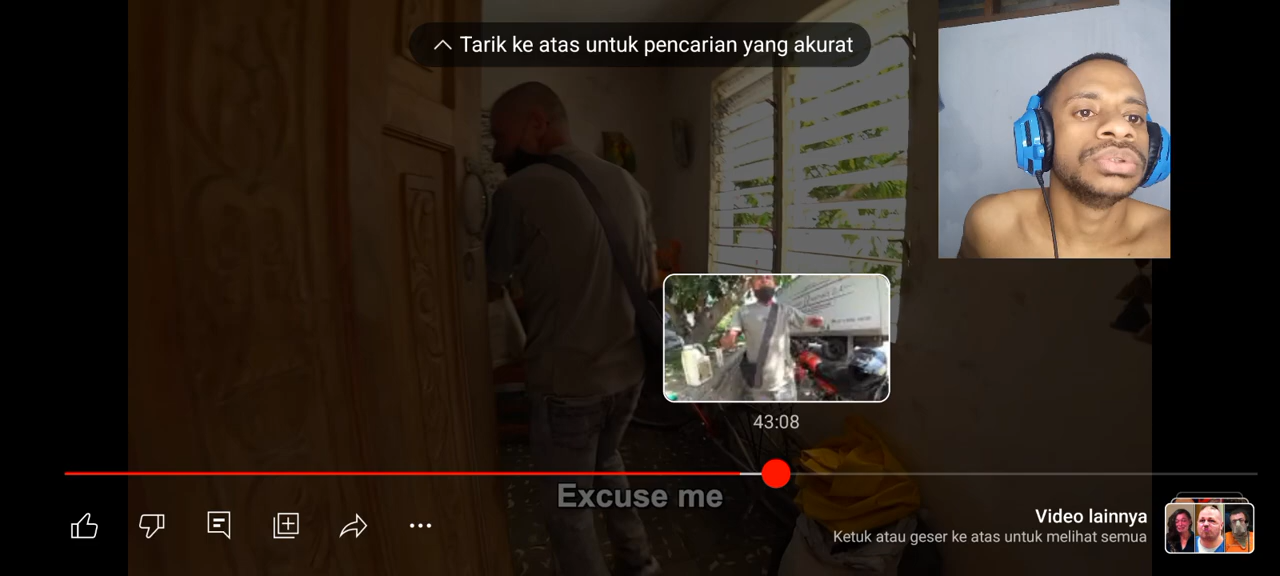 Tarik ke atas untuk pencarian yang akurat
43:08
Excuse me
Video lainnya
Ketuk atau geser ke atas untuk melihat semua